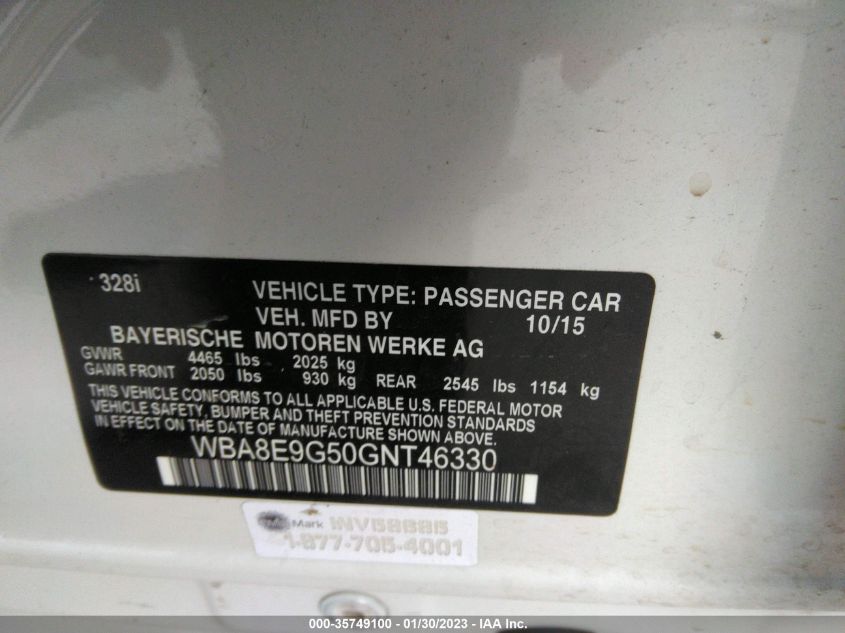 328i
VEHICLE TYPE: PASSENGER CAR
VEH. MFD BY 10/15
BAYERISCHE MOTOREN WERKE AG
GVWR 4465 lbs 2025 kg
GAWR FRONT 2050 lbs 930 kg REAR 2545 lbs 1154 kg
THIS VEHICLE CONFORMS TO ALL APPLICABLE U.S. FEDERAL MOTOR
VEHICLE SAFETY, BUMPER AND THEFT PREVENTION STANDARDS
IN EFFECT ON THE DATE OF MANUFACTURE SHOWN ABOVE.
WBA8E9G50GNT46330
Mark
1-877-705-4001
000-35749100 - 01/30/2023 - IAA Inc.